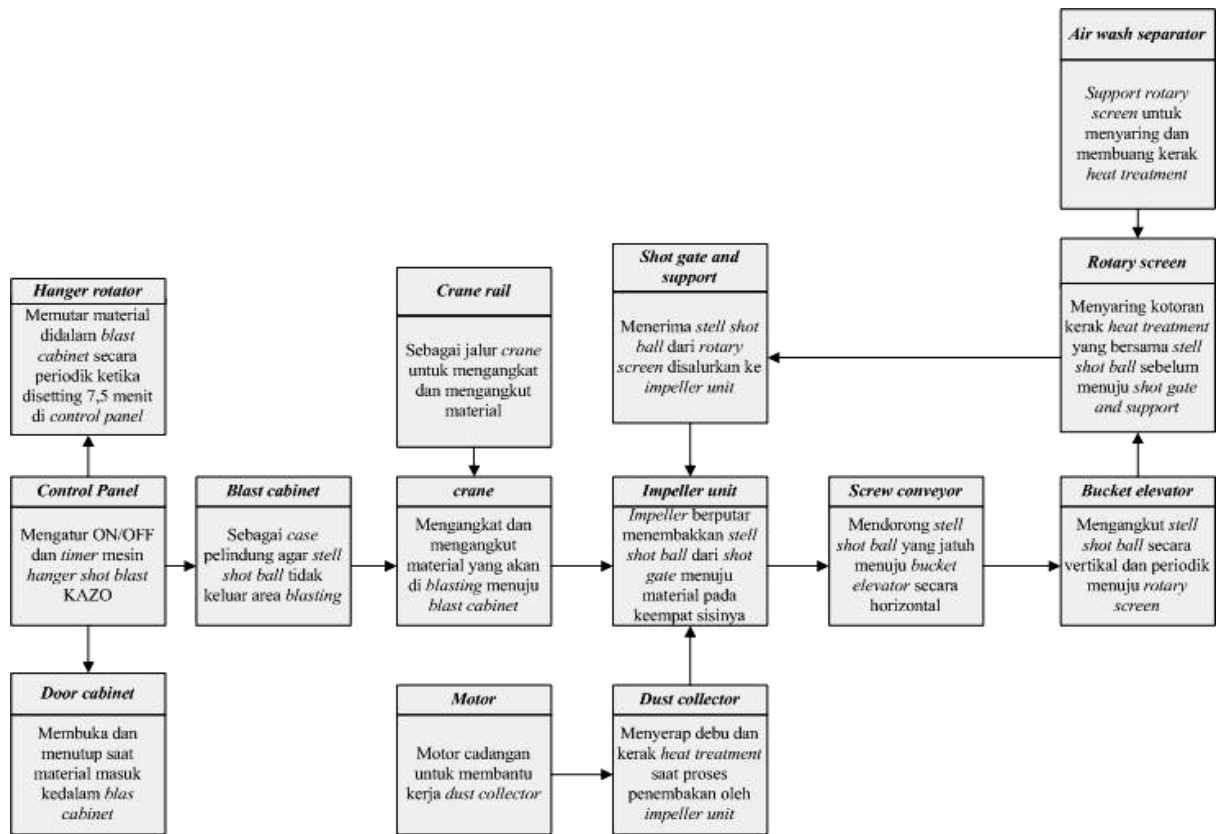 Air wash separator
Support rotary
screen untuk
menyaring dan
membuang kerak
heat treatment
Hanger rotator
Memutar material
didalam blast
cabinet secara
periodik ketika
disetting 7,5 menit
di control panel
Crane rail
Sebagai jalur crane
untuk mengangkat
dan mengangkut
material
Shot gate and
support
Menerima stell shot
ball dari rotary
screen disalurkan ke
impeller unit
Rotary screen
Menyaring kotoran
kerak heat treatment
yang bersama stell
shot ball sebelum
menuju shot gate
and support
Control Panel
Mengatur ON/OFF
dan timer mesin
hanger shot blast
KAZO
Blast cabinet
Sebagai case
pelindung agar stell
shot ball tidak
keluar area blasting
crane
Mengangkat dan
mengangkut
material yang akan
di blasting menuju
blast cabinet
Impeller unit
Impeller berputar
menembakkan stell
shot ball dari shot
gate menuju
material pada
keempat sisinya
Screw conveyor
Mendorong stell
shot ball yang jatuh
menuju bucket
elevator secara
horizontal
Bucket elevator
Mengangkut stell
shot ball secara
vertikal dan periodik
menuju rotary
screen
Door cabinet
Membuka dan
menutup saat
material masuk
kedalam blas
cabinet
Motor
Motor cadangan
untuk membantu
kerja dust collector
Dust collector
Menyerap debu dan
kerak heat treatment
saat proses
penembakan oleh
impeller unit